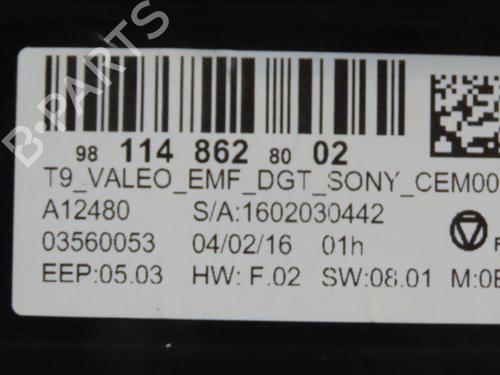 B-PARTS
98 114 862 80 02
T9_VALEO_EMF_DGT_SONY_CEM00
A12480 S/A:1602030442
03560053 04/02/16 01h
EEP:05.03 HW: F.02 SW:08.01